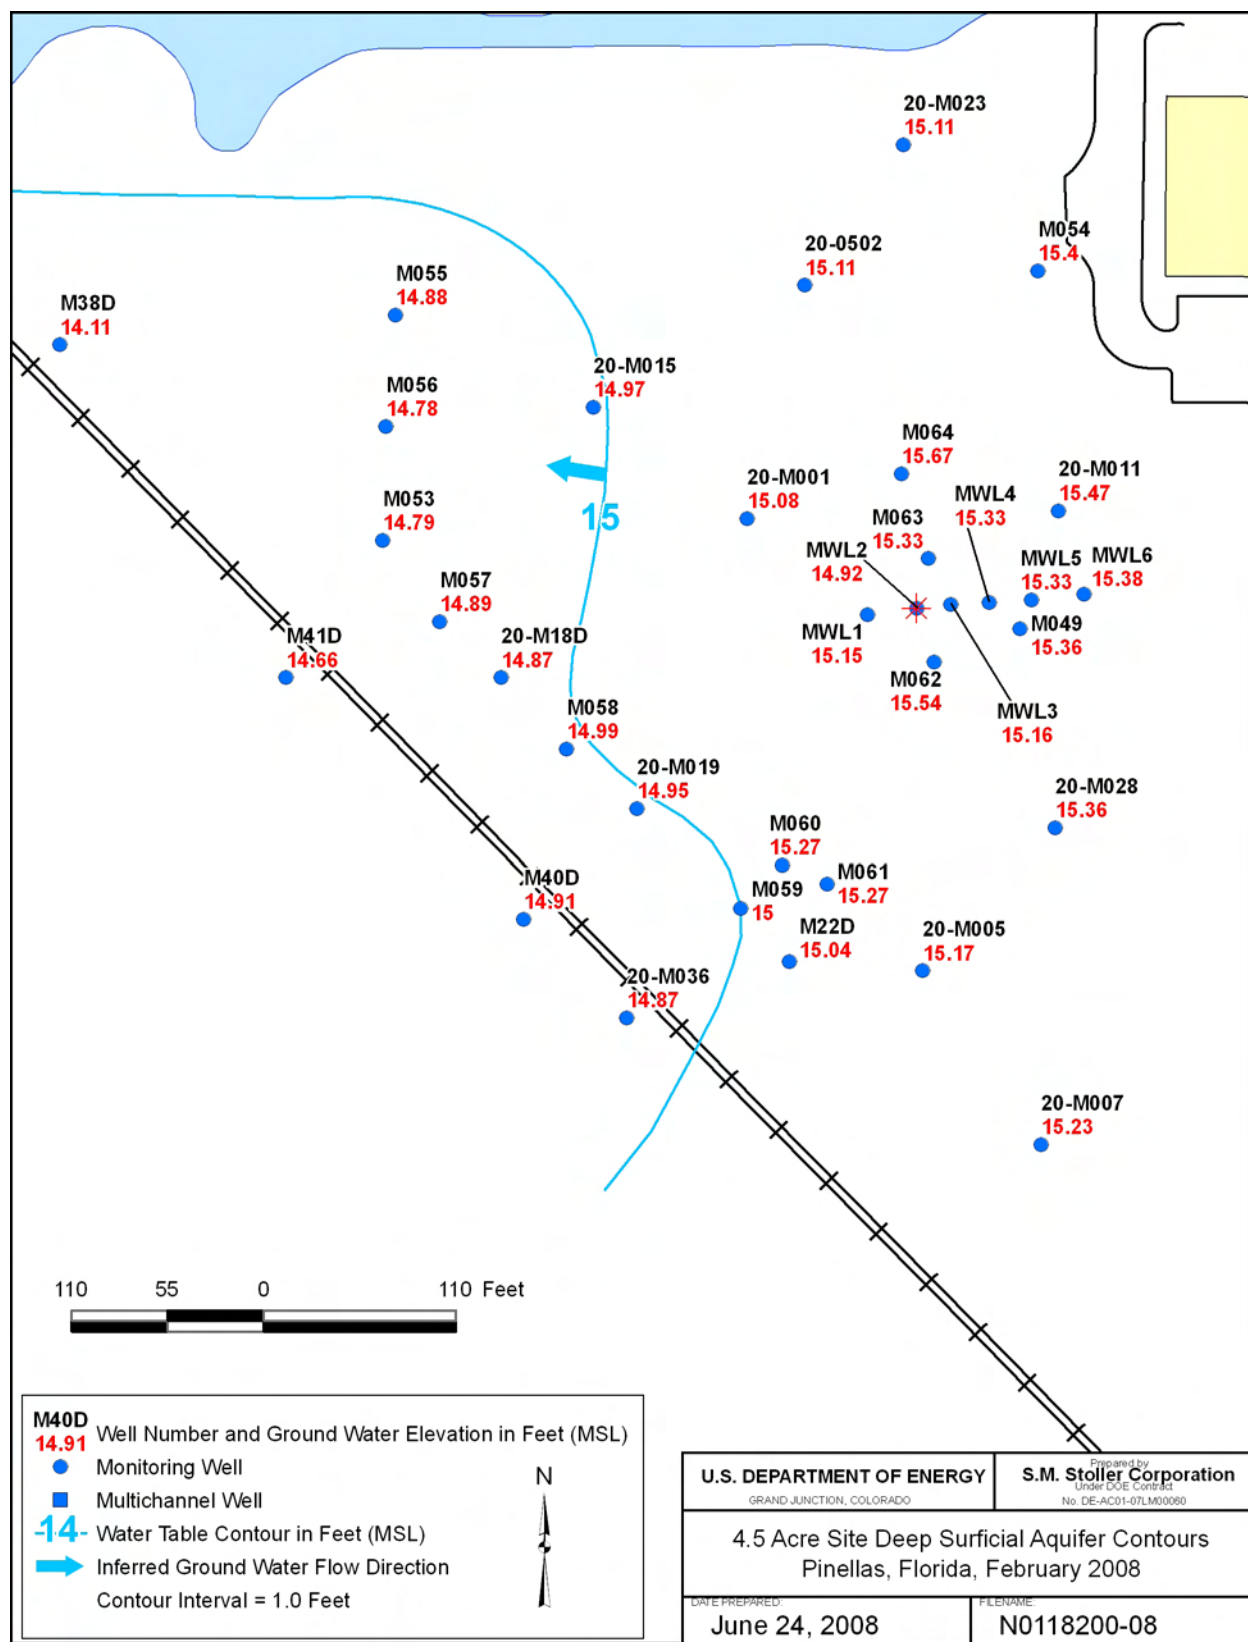 20-M023
15.11
M054
15.4
20-0502
15.11
M055
14.88
M38D
14.11
20-M015
14.97
M056
14.78
M064
15.67
20-M001
15.08
20-M011
15.47
MWL4
15.33
M063
15.33
M053
14.79
15
MWL2
14.92
MWL5
15.33
MWL6
15.38
M057
14.89
M41D
14.66
20-M18D
14.87
MWL1
15.15
M049
15.36
M062
15.54
MWL3
15.16
M058
14.99
20-M019
14.95
20-M028
15.36
M060
15.27
M061
15.27
M059
15
M40D
14.91
M22D
15.04
20-M005
15.17
20-M036
14.87
20-M007
15.23
110 55 0 110 Feet
M40D
14.91 Well Number and Ground Water Elevation in Feet (MSL)
Monitoring Well
Multichannel Well
-14- Water Table Contour in Feet (MSL)
Inferred Ground Water Flow Direction
Contour Interval = 1.0 Feet
N
U.S. DEPARTMENT OF ENERGY
GRAND JUNCTION, COLORADO
Prepared by
S.M. Stoller Corporation
Under DOE Contract
No. DE-AC01-07LM00060
4.5 Acre Site Deep Surficial Aquifer Contours
Pinellas, Florida, February 2008
DATE PREPARED:
June 24, 2008
FILENAME:
N0118200-08